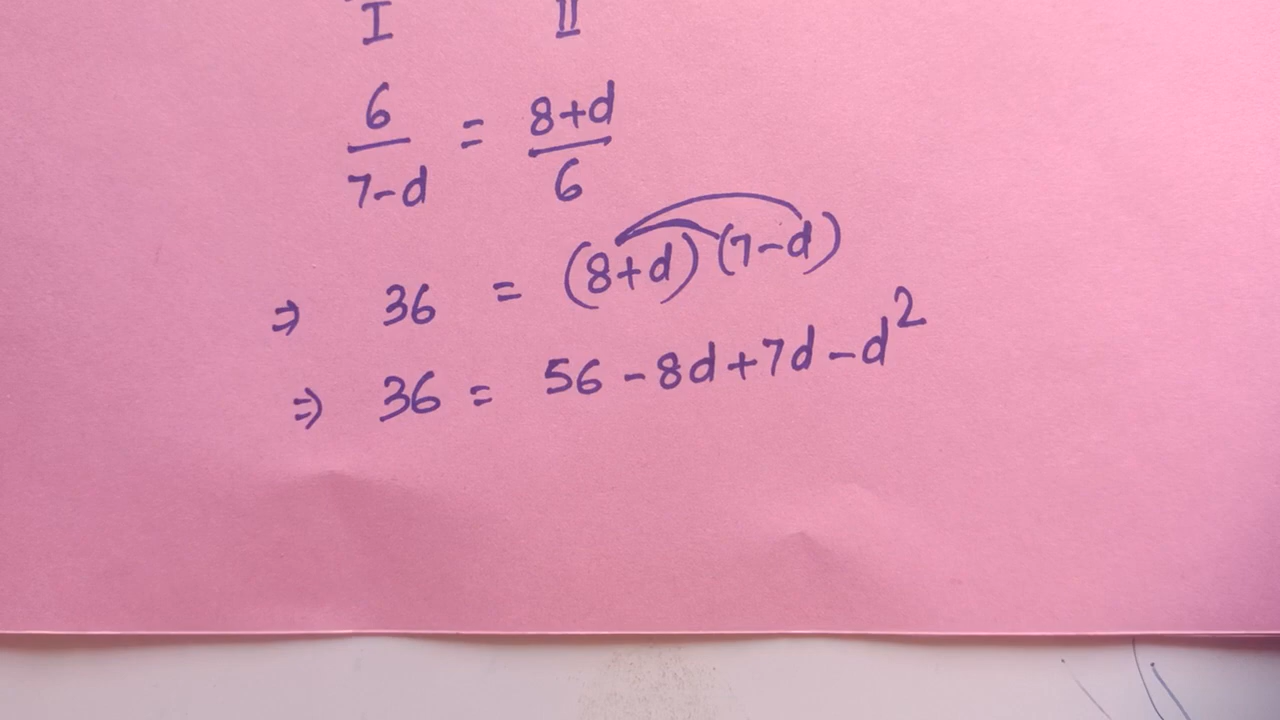 I II
6/7-d = 8+d/6
⇒ 36 = (8+d)(7-d)
⇒ 36 = 56 - 8d + 7d - d²